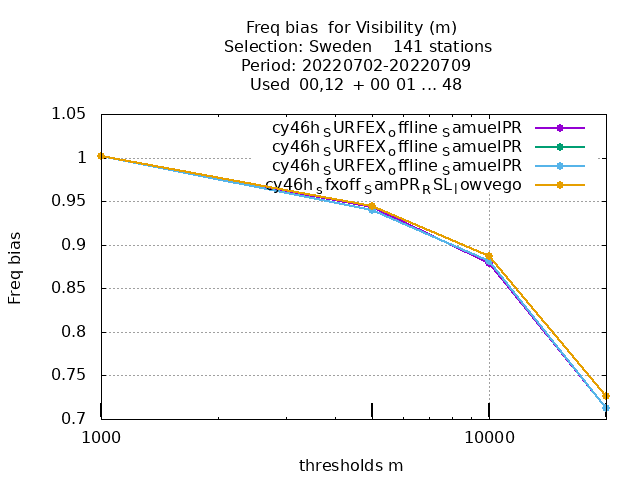 Freq bias  for Visibility (m)
Selection: Sweden    141 stations
Period: 20220702-20220709
Used  00,12  + 00 01 ... 48
1.05
1
0.95
0.9
0.85
0.8
0.75
0.7
Freq bias
cy46h_SURFEX_offline_SamuelPR
cy46h_SURFEX_offline_SamuelPR
cy46h_SURFEX_offline_SamuelPR
cy46h_sfxoff_SamPR_RSL_lowvego
1000
10000
thresholds m